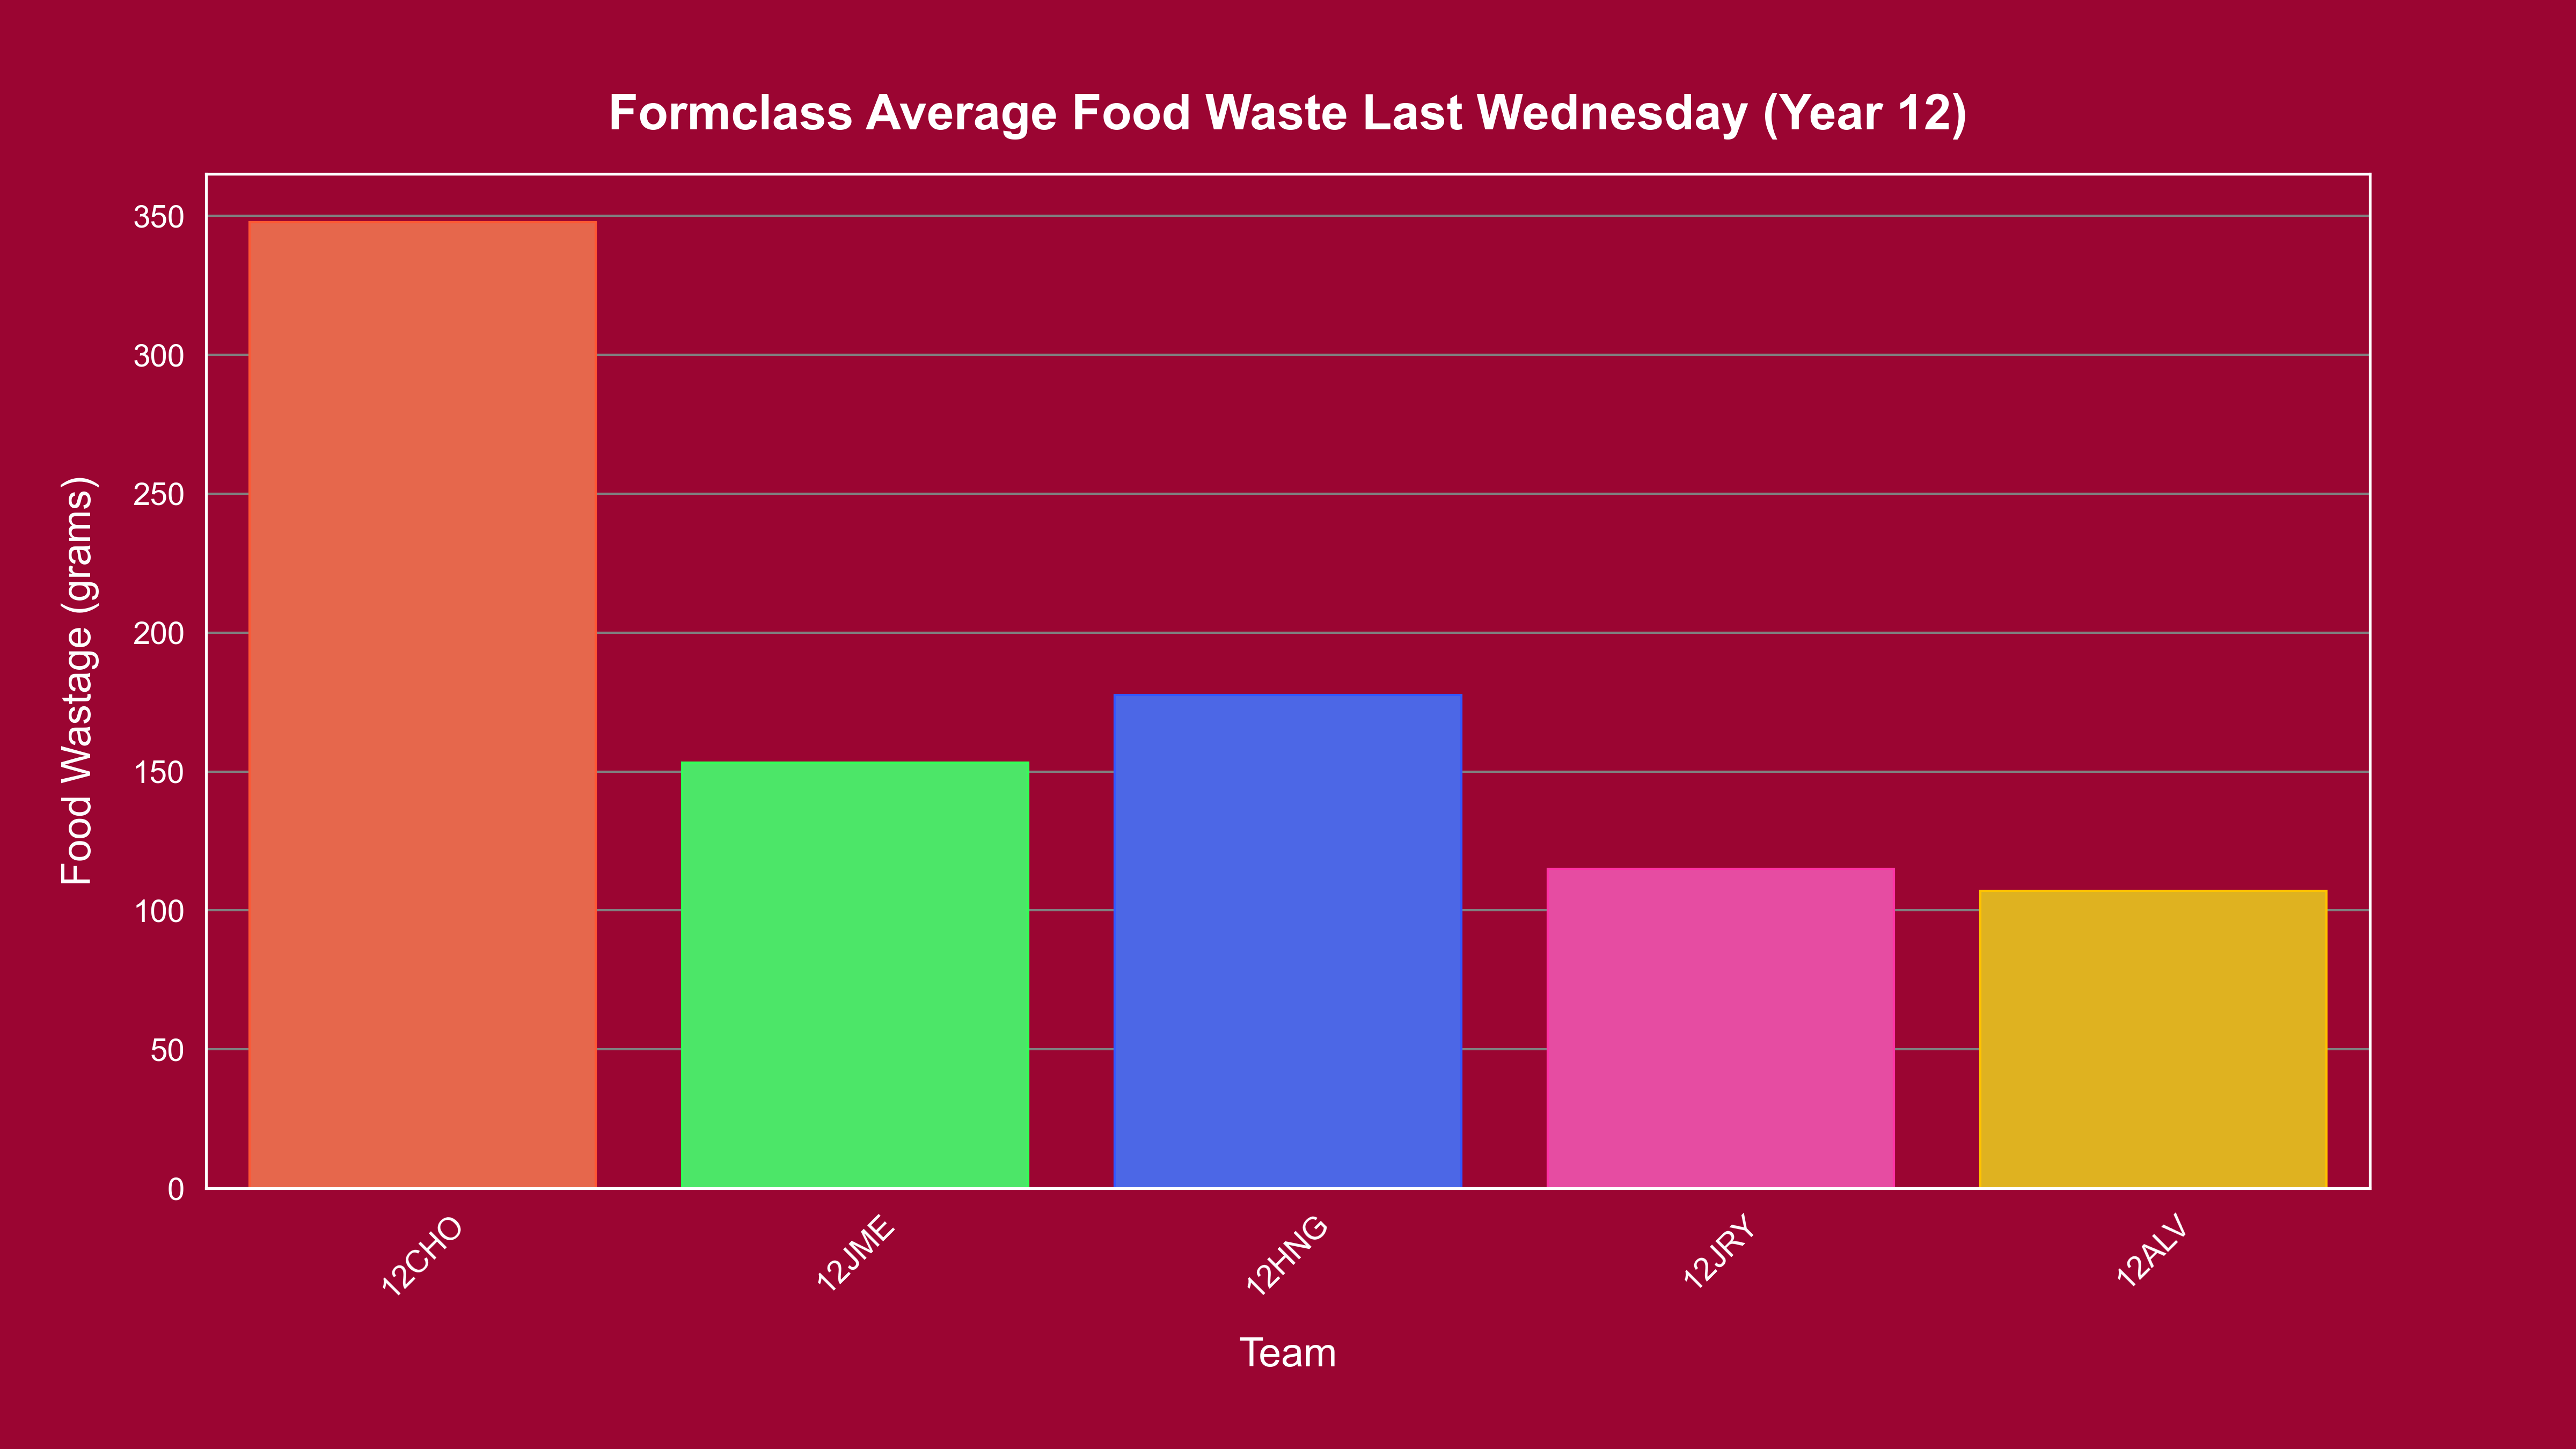 Formclass Average Food Waste Last Wednesday (Year 12)
Food Wastage (grams)
350
300
250
200
150
100
50
0
12CHO
12JME
12HNG
12JRY
12ALV
Team